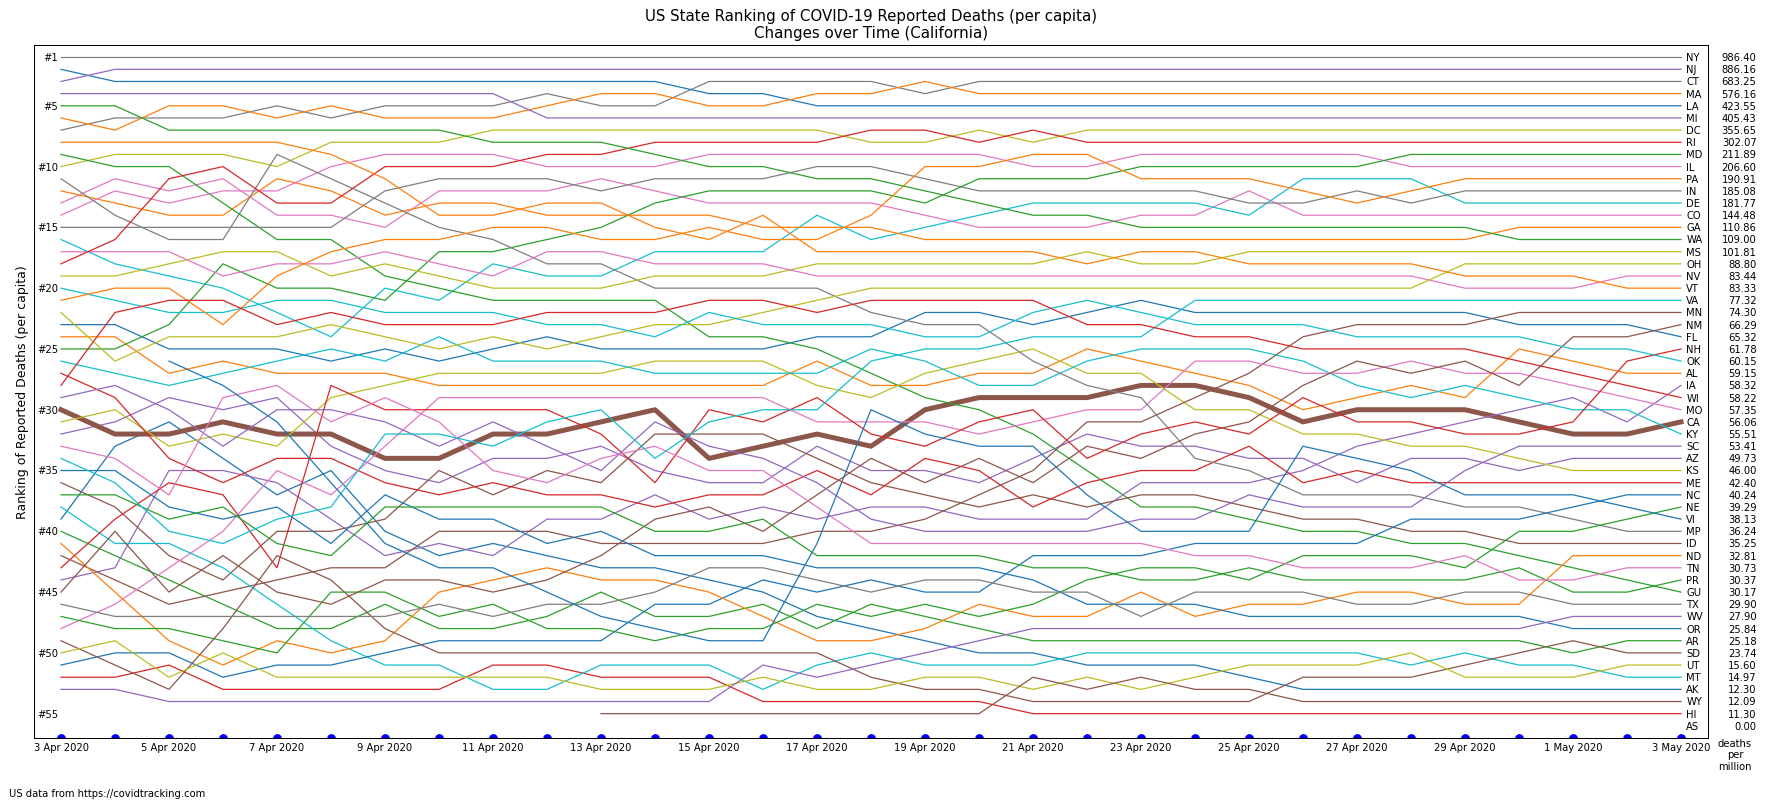 US State Ranking of COVID-19 Reported Deaths (per capita)
Changes over Time (California)
Ranking of Reported Deaths (per capita)
#1
#5
#10
#15
#20
#25
#30
#35
#40
#45
#50
#55
NY 986.40
NJ 886.16
CT 683.25
MA 576.16
LA 423.55
MI 405.43
DC 355.65
RI 302.07
MD 211.89
IL 206.60
PA 190.91
IN 185.08
DE 181.77
CO 144.48
GA 110.86
WA 109.00
MS 101.81
OH 88.80
NV 83.44
VT 83.33
VA 77.32
MN 74.30
NM 66.29
FL 65.32
NH 61.78
OK 60.15
AL 59.15
IA 58.32
WI 58.22
MO 57.35
CA 56.06
KY 55.51
SC 53.41
AZ 49.73
KS 46.00
ME 42.40
NC 40.24
NE 39.29
VI 38.13
MP 36.24
ID 35.25
ND 32.81
TN 30.73
PR 30.37
GU 30.17
TX 29.90
WV 27.90
OR 25.84
AR 25.18
SD 23.74
UT 15.60
MT 14.97
AK 12.30
WY 12.09
HI 11.30
AS 0.00
3 Apr 2020 5 Apr 2020 7 Apr 2020 9 Apr 2020 11 Apr 2020 13 Apr 2020 15 Apr 2020 17 Apr 2020 19 Apr 2020 21 Apr 2020 23 Apr 2020 25 Apr 2020 27 Apr 2020 29 Apr 2020 1 May 2020 3 May 2020
deaths
per
million
US data from https://covidtracking.com